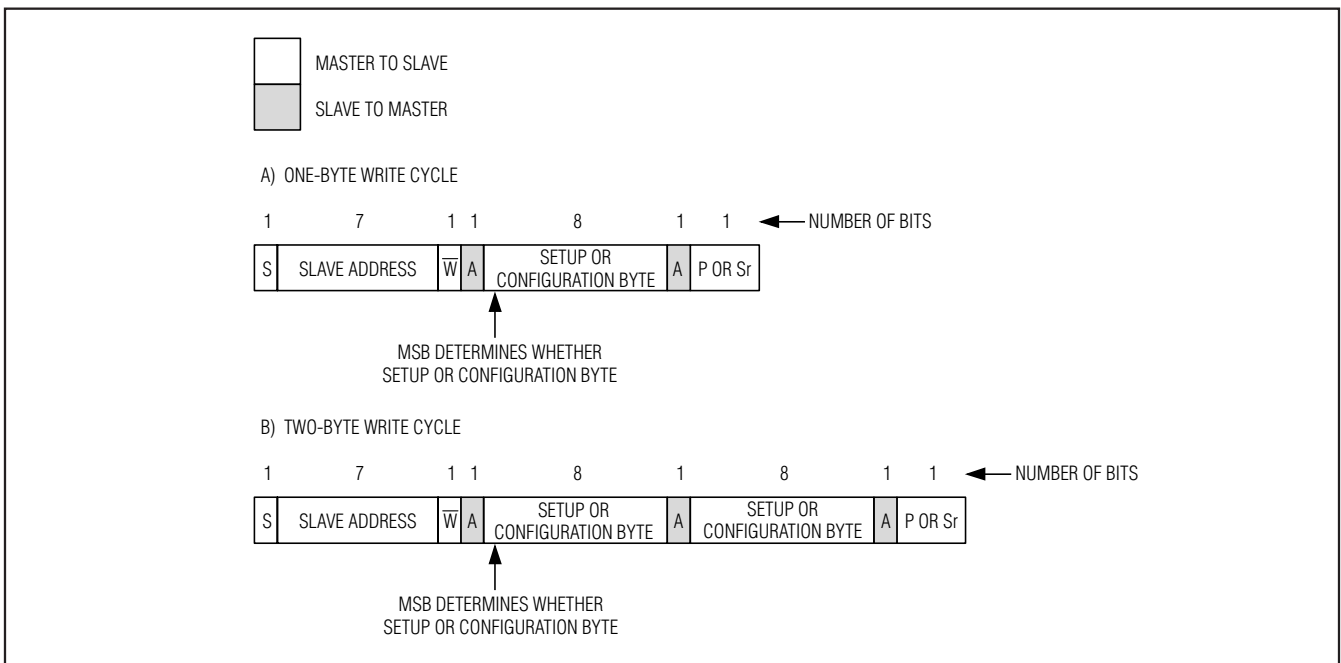 MASTER TO SLAVE
SLAVE TO MASTER
A) ONE-BYTE WRITE CYCLE
1 7 1 1 8 1 1 NUMBER OF BITS
S SLAVE ADDRESS W̅ A SETUP OR CONFIGURATION BYTE A P OR Sr
MSB DETERMINES WHETHER
SETUP OR CONFIGURATION BYTE
B) TWO-BYTE WRITE CYCLE
1 7 1 1 8 1 8 1 1 NUMBER OF BITS
S SLAVE ADDRESS W̅ A SETUP OR CONFIGURATION BYTE A SETUP OR CONFIGURATION BYTE A P OR Sr
MSB DETERMINES WHETHER
SETUP OR CONFIGURATION BYTE